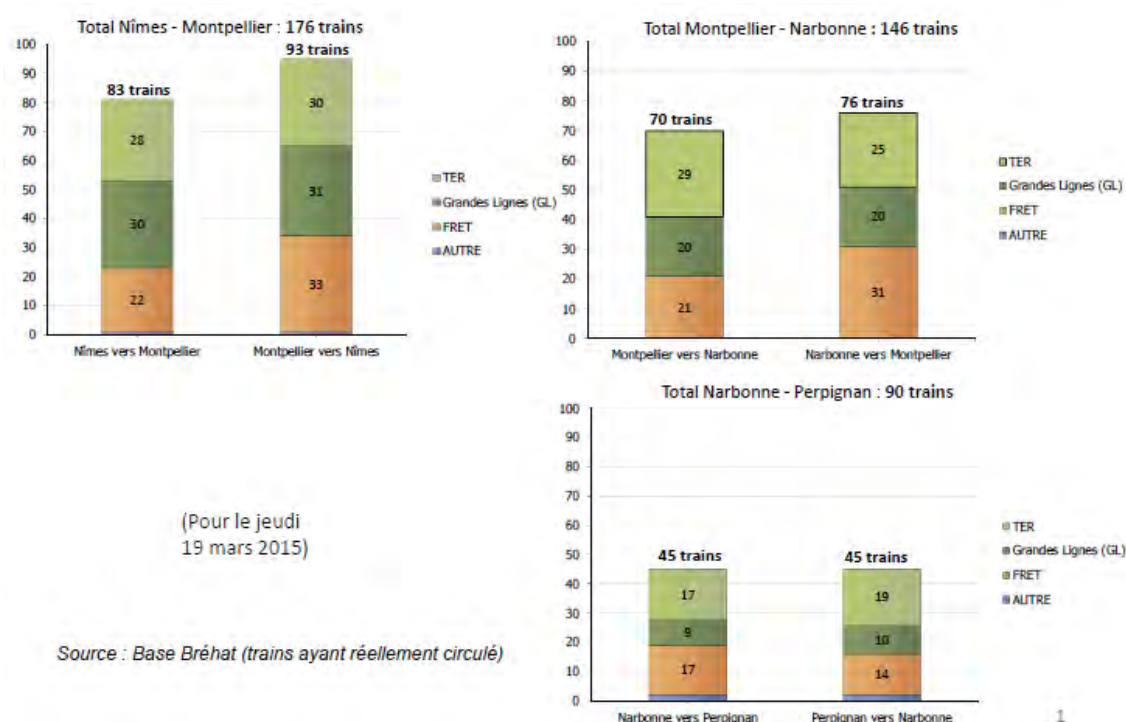 Total Nîmes - Montpellier : 176 trains
100
90
80
70
60
50
40
30
20
10
0
83 trains
28
30
22
93 trains
30
31
33
Nîmes vers Montpellier
Montpellier vers Nîmes
TER
Grandes Lignes (GL)
FRET
AUTRE
Total Montpellier - Narbonne : 146 trains
100
90
80
70
60
50
40
30
20
10
0
70 trains
29
20
21
76 trains
25
20
31
Montpellier vers Narbonne
Narbonne vers Montpellier
TER
Grandes Lignes (GL)
FRET
AUTRE
Total Narbonne - Perpignan : 90 trains
100
90
80
70
60
50
40
30
20
10
0
45 trains
17
9
17
45 trains
19
10
14
Narbonne vers Perpignan
Perpignan vers Narbonne
TER
Grandes Lignes (GL)
FRET
AUTRE
(Pour le jeudi
19 mars 2015)
Source : Base Bréhat (trains ayant réellement circulé)
1